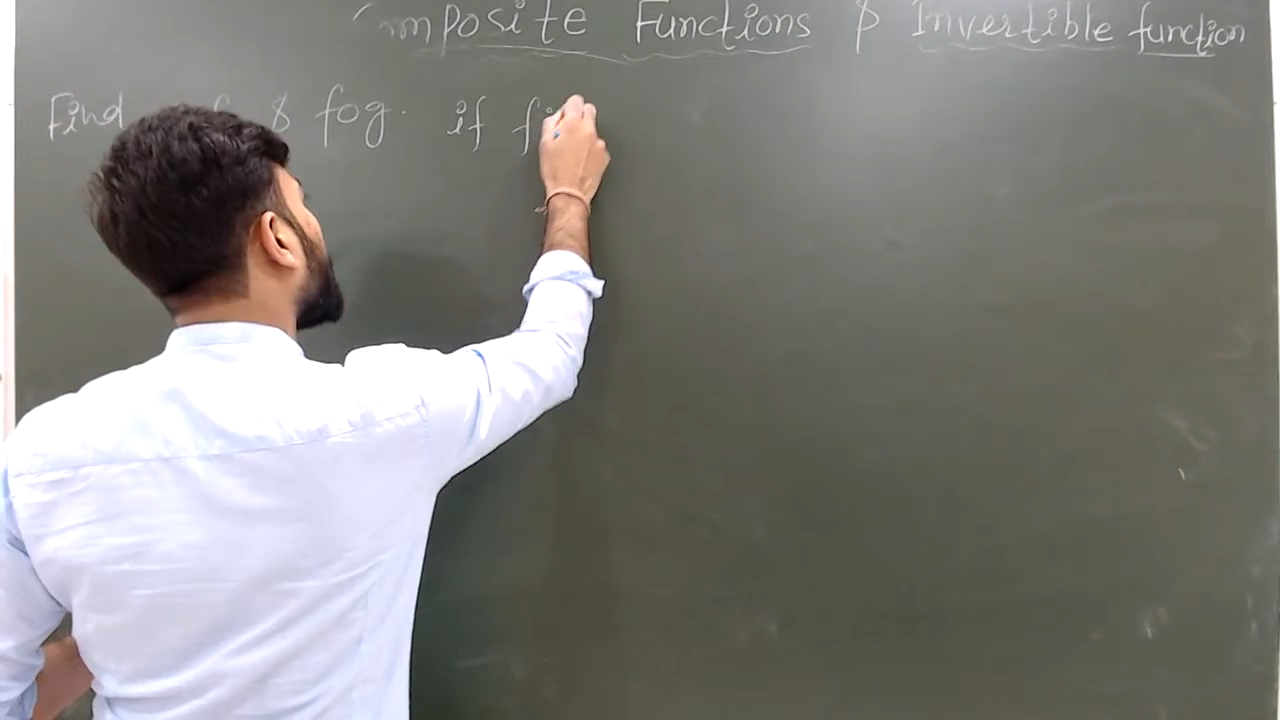 Composite Functions & Invertible function
Find & fog. if f: